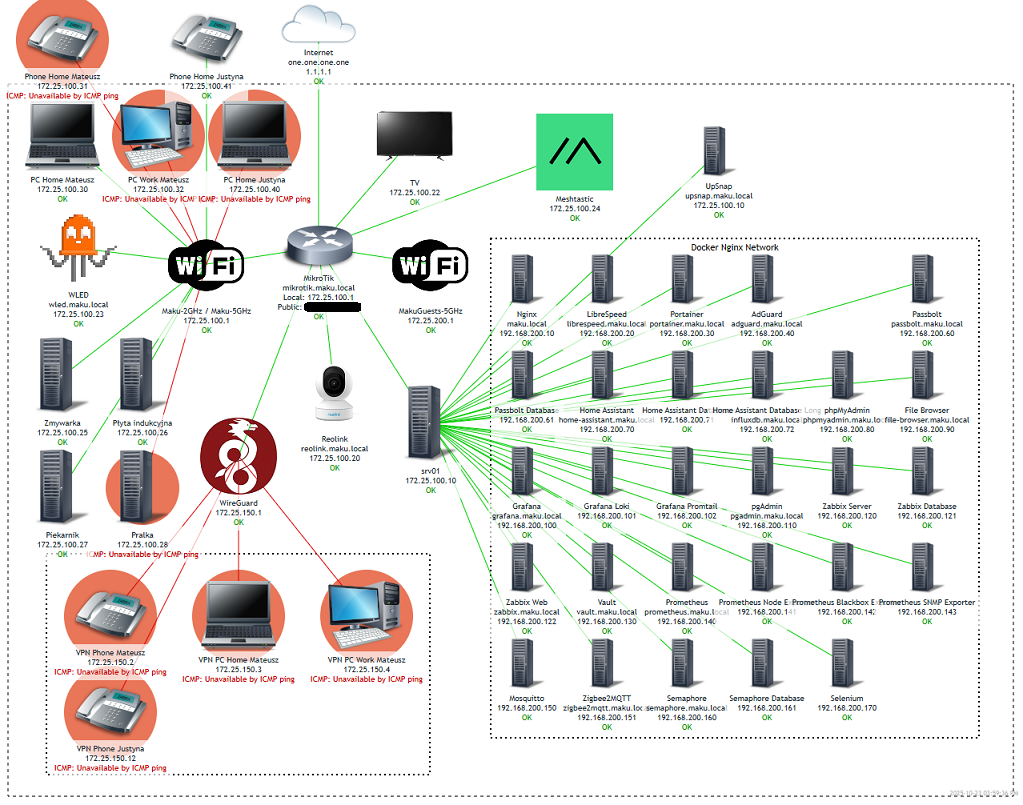 Phone Home Mateusz
172.25.100.31
ICMP: Unavailable by ICMP ping
Phone Home Justyna
172.25.100.41
OK
Internet
one.one.one.one
1.1.1.1
OK
PC Home Mateusz
172.25.100.30
OK
PC Work Mateusz
172.25.100.32
ICMP: Unavailable by ICMP
PC Home Justyna
172.25.100.40
ICMP: Unavailable by ICMP ping
TV
172.25.100.22
OK
Meshtastic
172.25.100.24
OK
UpSnap
upsnap.maku.local
172.25.100.10
OK
WLED
wled.maku.local
172.25.100.23
OK
Wi Fi
Maku-2GHz / Maku-5GHz
172.25.100.1
OK
MikroTik
mikrotik.maku.local
Local: 172.25.100.1
Public:
OK
Wi Fi
MakuGuests-5GHz
172.25.200.1
OK
Zmywarka
172.25.100.25
OK
Płyta indukcyjna
172.25.100.26
OK
Reolink
reolink.maku.local
172.25.100.20
OK
srv01
172.25.100.10
OK
Piekarnik
172.25.100.27
OK
Pralka
172.25.100.28
ICMP: Unavailable by ICMP ping
WireGuard
172.25.150.1
OK
VPN Phone Mateusz
172.25.150.2
ICMP: Unavailable by ICMP ping
VPN PC Home Mateusz
172.25.150.3
ICMP: Unavailable by ICMP ping
VPN PC Work Mateusz
172.25.150.4
ICMP: Unavailable by ICMP ping
VPN Phone Justyna
172.25.150.12
ICMP: Unavailable by ICMP ping
Docker Nginx Network
Nginx
maku.local
192.168.200.10
OK
LibreSpeed
librespeed.maku.local
192.168.200.20
OK
Portainer
portainer.maku.local
192.168.200.30
OK
AdGuard
adguard.maku.local
192.168.200.40
OK
Passbolt
passbolt.maku.local
192.168.200.60
OK
Passbolt Database
192.168.200.61
OK
Home Assistant
home-assistant.maku.local
192.168.200.70
OK
Home Assistant Dat
192.168.200.71
OK
Home Assistant Database Long
influxdb.maku.local
192.168.200.72
OK
phpMyAdmin
phpmyadmin.maku.lo
192.168.200.80
OK
File Browser
file-browser.maku.local
192.168.200.90
OK
Grafana
grafana.maku.local
192.168.200.100
OK
Grafana Loki
192.168.200.101
OK
Grafana Promtail
192.168.200.102
OK
pgAdmin
pgadmin.maku.local
192.168.200.110
OK
Zabbix Server
192.168.200.120
OK
Zabbix Database
192.168.200.121
OK
Zabbix Web
zabbix.maku.local
192.168.200.122
OK
Vault
vault.maku.local
192.168.200.130
OK
Prometheus
prometheus.maku.local
192.168.200.140
OK
Prometheus Node E
192.168.200.141
OK
Prometheus Blackbox E
192.168.200.142
OK
Prometheus SNMP Exporter
192.168.200.143
OK
Mosquitto
192.168.200.150
OK
Zigbee2MQTT
zigbee2mqtt.maku.loc
192.168.200.151
OK
Semaphore
semaphore.maku.local
192.168.200.160
OK
Semaphore Database
192.168.200.161
OK
Selenium
192.168.200.170
OK